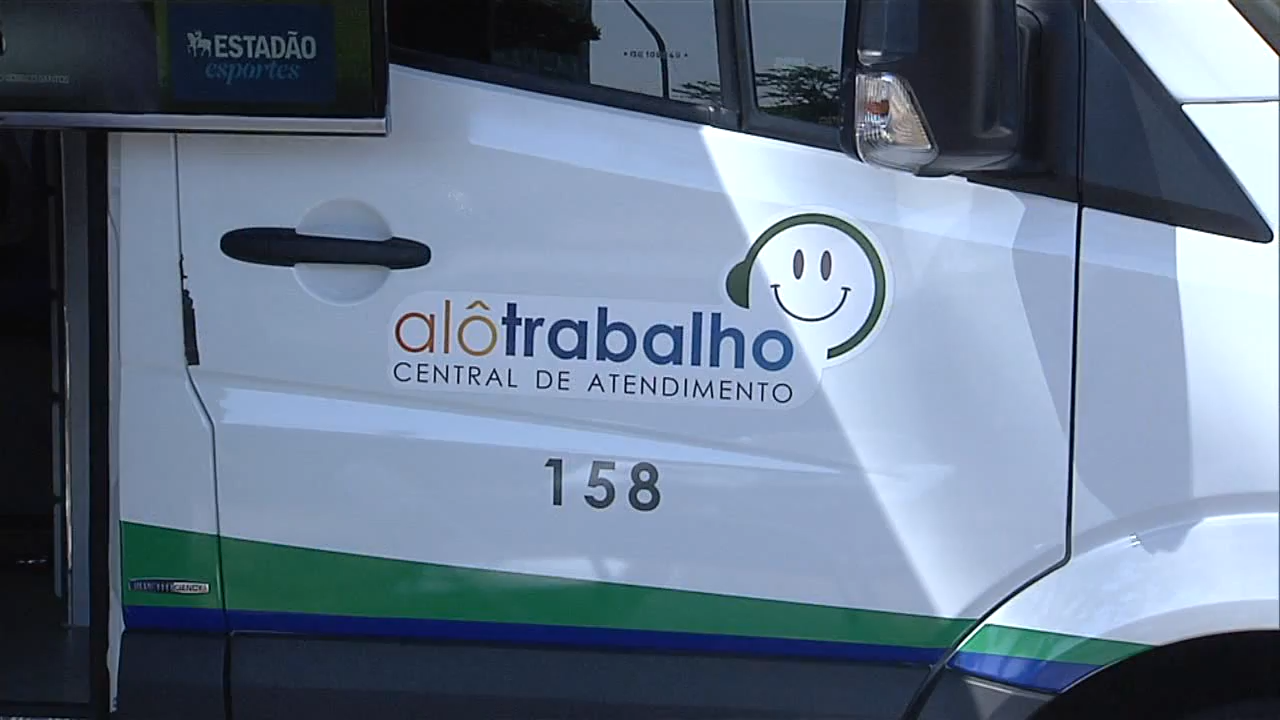 ESTADÃO
esportes
alôtrabalho
CENTRAL DE ATENDIMENTO
158